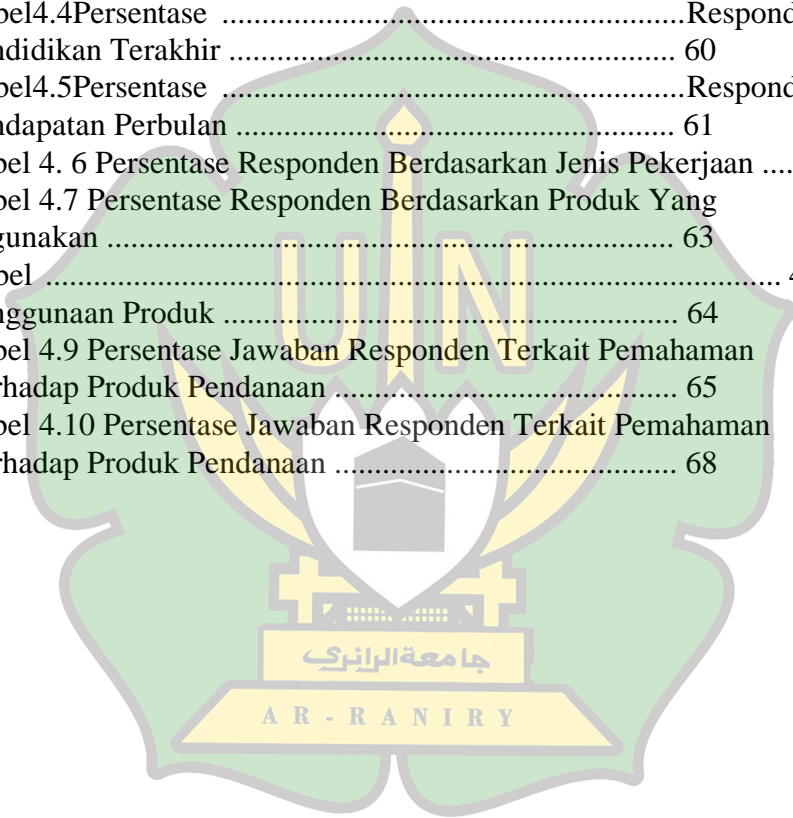 bel4.4Persentase ............................................................Respond
ndidikan Terakhir ........................................................ 60
bel4.5Persentase ............................................................Respond
ndapatan Perbulan ....................................................... 61
bel 4. 6 Persentase Responden Berdasarkan Jenis Pekerjaan ....
bel 4.7 Persentase Responden Berdasarkan Produk Yang
gunakan ........................................................................ 63
bel ............................................................................................. 4
nggunaan Produk ......................................................... 64
bel 4.9 Persentase Jawaban Responden Terkait Pemahaman
rhadap Produk Pendanaan ........................................... 65
bel 4.10 Persentase Jawaban Responden Terkait Pemahaman
rhadap Produk Pendanaan ........................................... 68
UIN
جامعةالرانري
AR-RANIRY